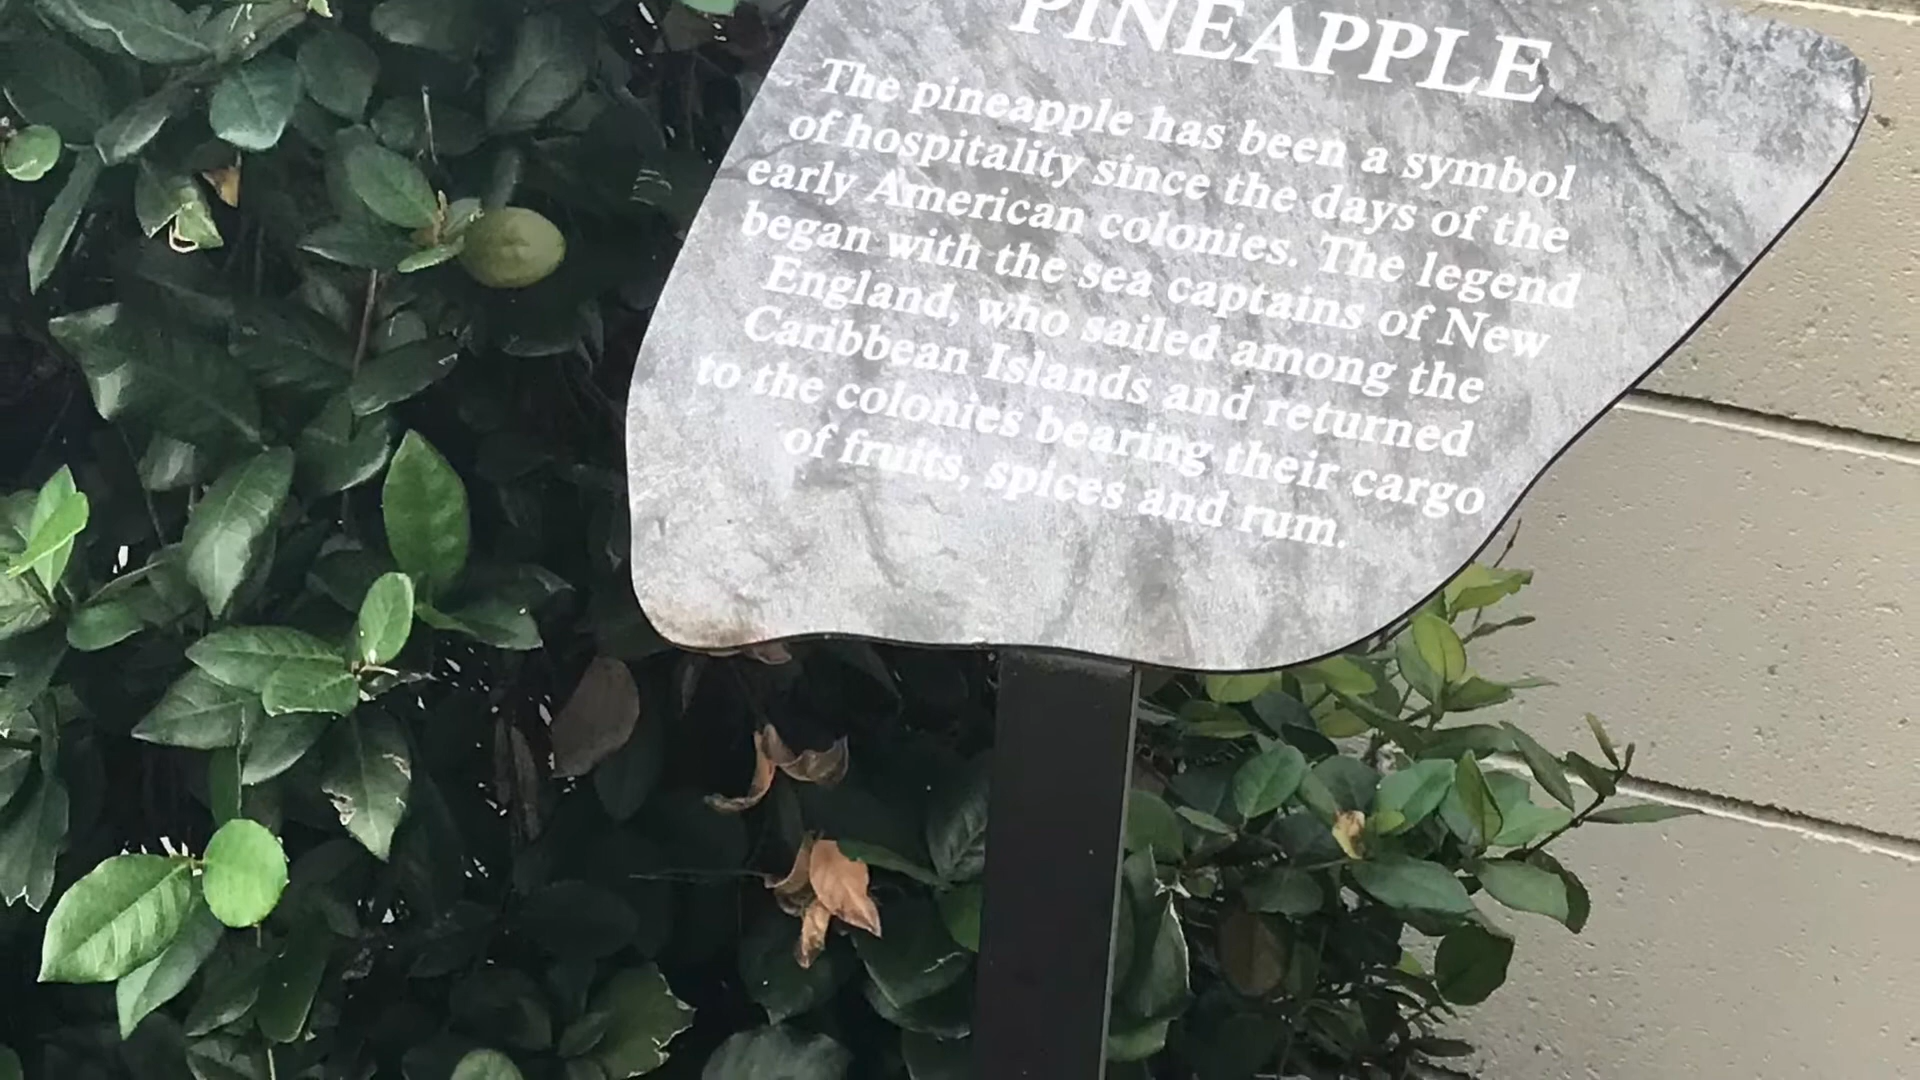 PINEAPPLE
The pineapple has been a symbol
of hospitality since the days of the
early American colonies. The legend
began with the sea captains of New
England, who sailed among the
Caribbean Islands and returned
to the colonies bearing their cargo
of fruits, spices and rum.